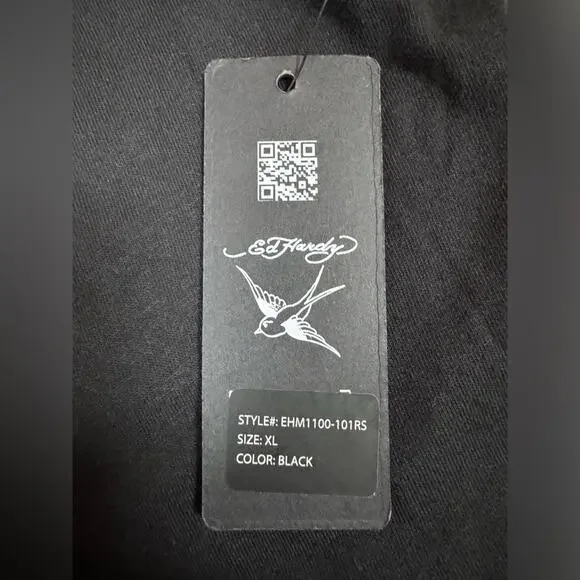 Ed Hardy
STYLE#: EHM1100-101RS
SIZE: XL
COLOR: BLACK